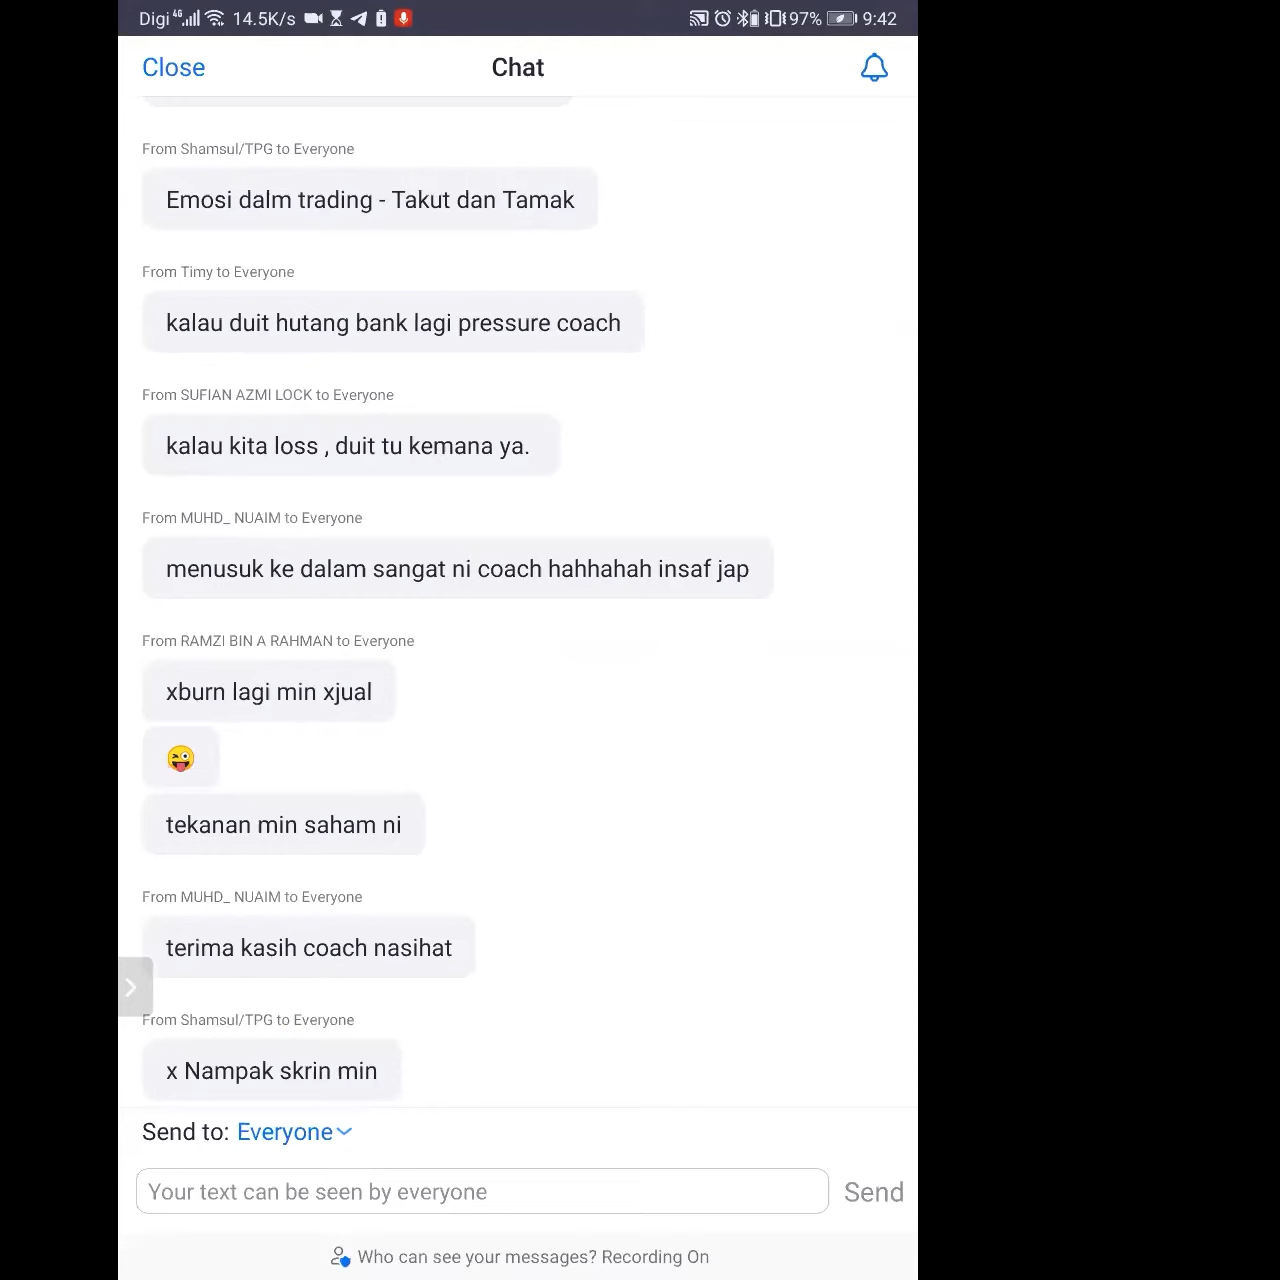 Digi 4G 14.5K/s 97% 9:42
Close Chat
From Shamsul/TPG to Everyone
Emosi dalm trading - Takut dan Tamak
From Timy to Everyone
kalau duit hutang bank lagi pressure coach
From SUFIAN AZMI LOCK to Everyone
kalau kita loss , duit tu kemana ya.
From MUHD_ NUAIM to Everyone
menusuk ke dalam sangat ni coach hahhahah insaf jap
From RAMZI BIN A RAHMAN to Everyone
xburn lagi min xjual
😜
tekanan min saham ni
From MUHD_ NUAIM to Everyone
terima kasih coach nasihat
From Shamsul/TPG to Everyone
x Nampak skrin min
Send to: Everyone
Your text can be seen by everyone Send
Who can see your messages? Recording On